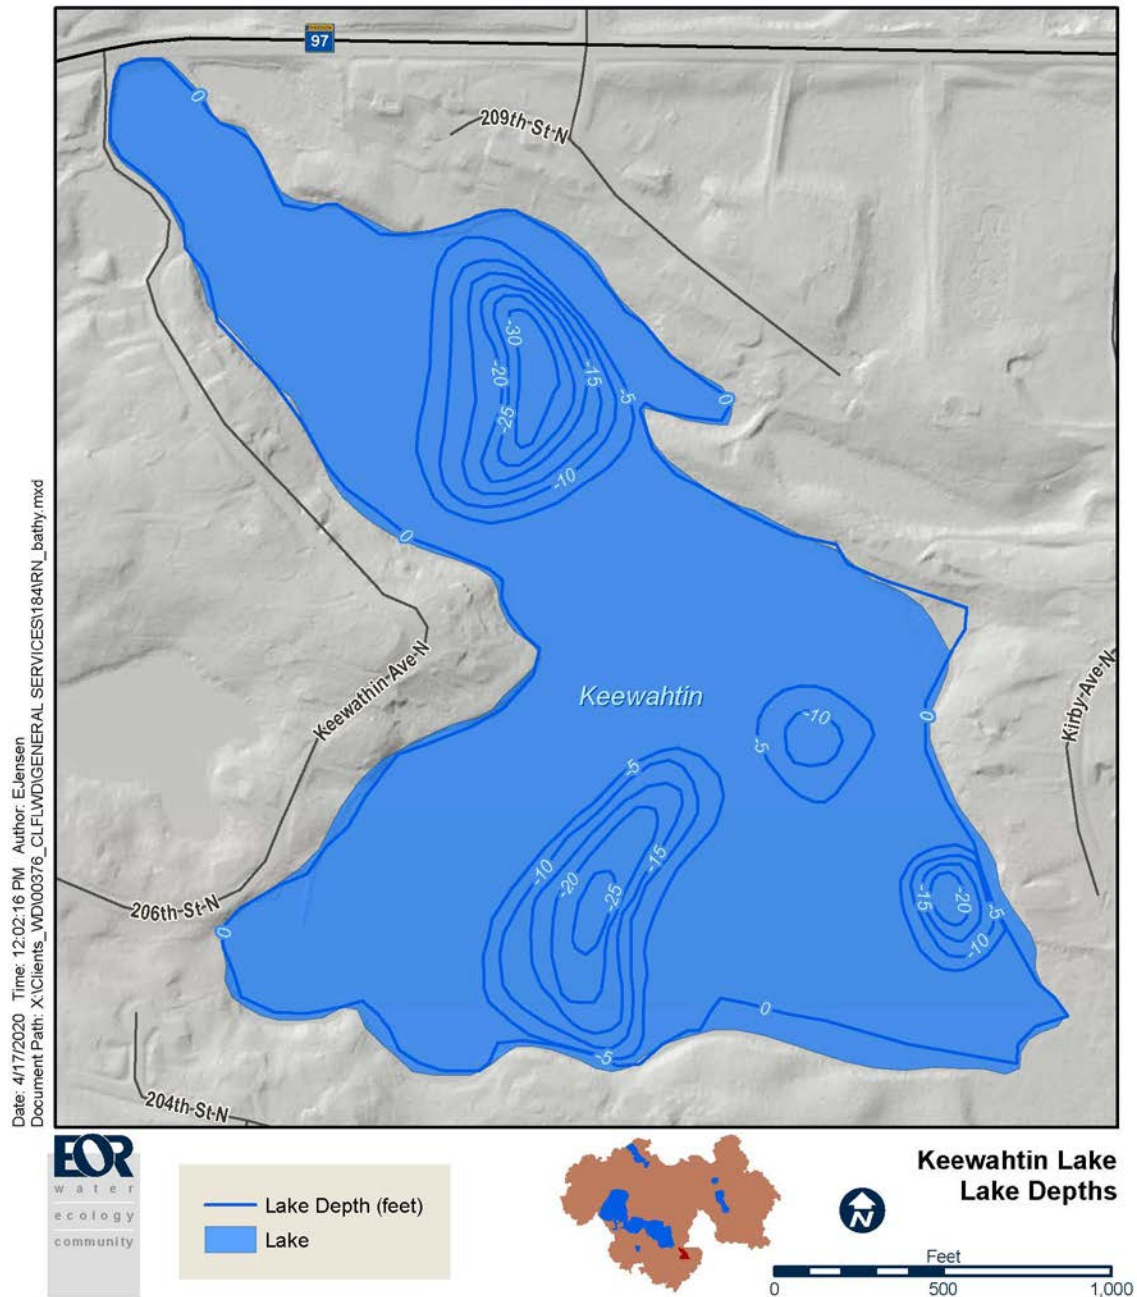 97
0
209th St N
-30
-20
-15
-5
0
-25
-10
0
Keewathin Ave N
Keewahtin
-10
-5
0
Kirby Ave N
-5
-10
-15
-20
-25
206th St N
0
-15
-20
-5
-10
0
-5
204th St N
Date: 4/17/2020 Time: 12:02:16 PM Author: EJensen
Document Path: X:\Clients_WD\00376_CLFLWD\GENERAL SERVICES\184\RN_bathy.mxd
EOR
water
ecology
community
Lake Depth (feet)
Lake
N
Keewahtin Lake
Lake Depths
Feet
0 500 1,000